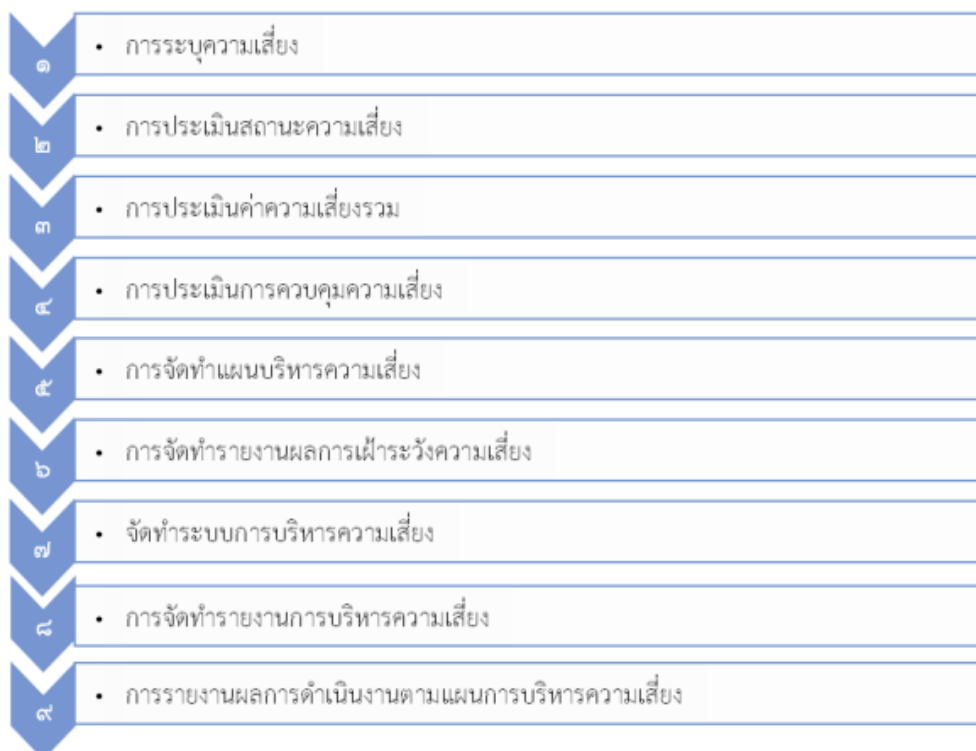 ๑ • การระบุความเสี่ยง
๒ • การประเมินสถานะความเสี่ยง
๓ • การประเมินค่าความเสี่ยงรวม
๔ • การประเมินการควบคุมความเสี่ยง
๕ • การจัดทำแผนบริหารความเสี่ยง
๖ • การจัดทำรายงานผลการเฝ้าระวังความเสี่ยง
๗ • จัดทำระบบการบริหารความเสี่ยง
๘ • การจัดทำรายงานการบริหารความเสี่ยง
๙ • การรายงานผลการดำเนินงานตามแผนการบริหารความเสี่ยง